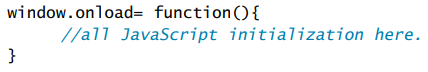 window.onload= function(){
//all JavaScript initialization here.
}